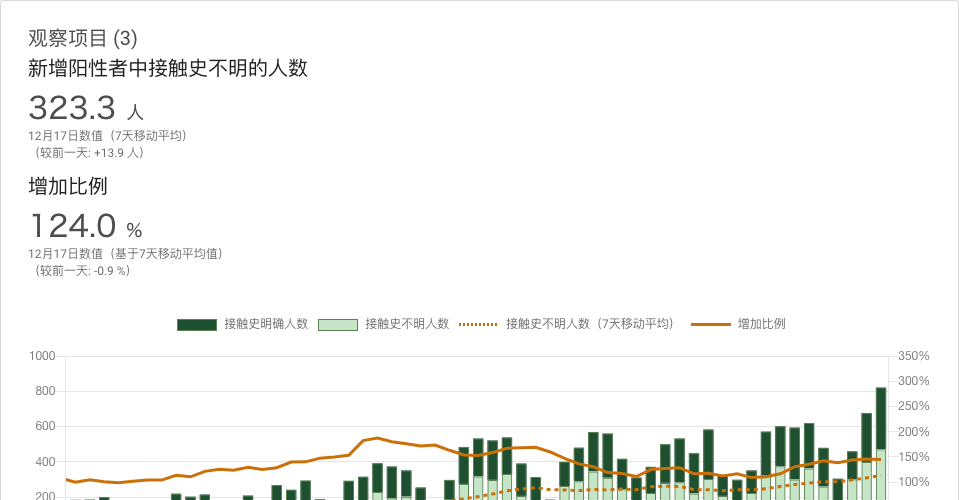 观察项目 (3)
新增阳性者中接触史不明的人数
323.3 人
12月17日数值（7天移动平均）
（较前一天: +13.9 人）
增加比例
124.0 %
12月17日数值（基于7天移动平均值）
（较前一天: -0.9 %）
接触史明确人数 接触史不明人数 接触史不明人数（7天移动平均） 增加比例
1000 350%
300%
800
250%
600 200%
400 150%
100%
200